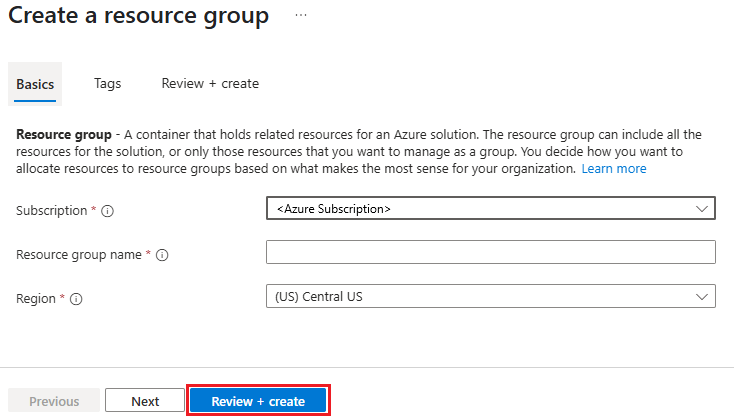 Create a resource group ...
Basics Tags Review + create
Resource group - A container that holds related resources for an Azure solution. The resource group can include all the
resources for the solution, or only those resources that you want to manage as a group. You decide how you want to
allocate resources to resource groups based on what makes the most sense for your organization. Learn more
Subscription * <Azure Subscription>
Resource group name *
Region * (US) Central US
Previous Next Review + create